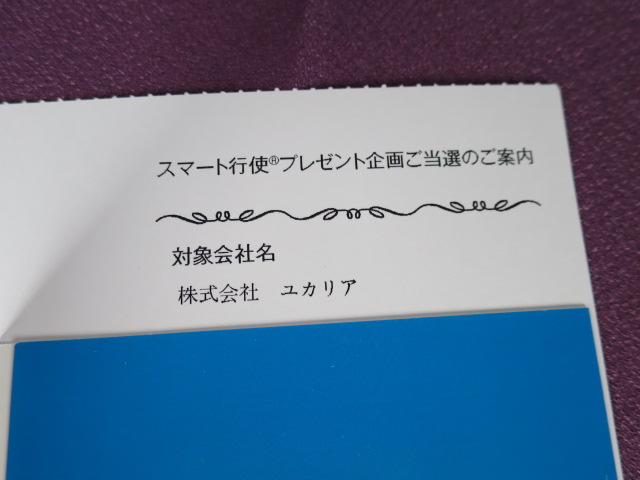 スマート行使®プレゼント企画ご当選のご案内
対象会社名
株式会社　ユカリア